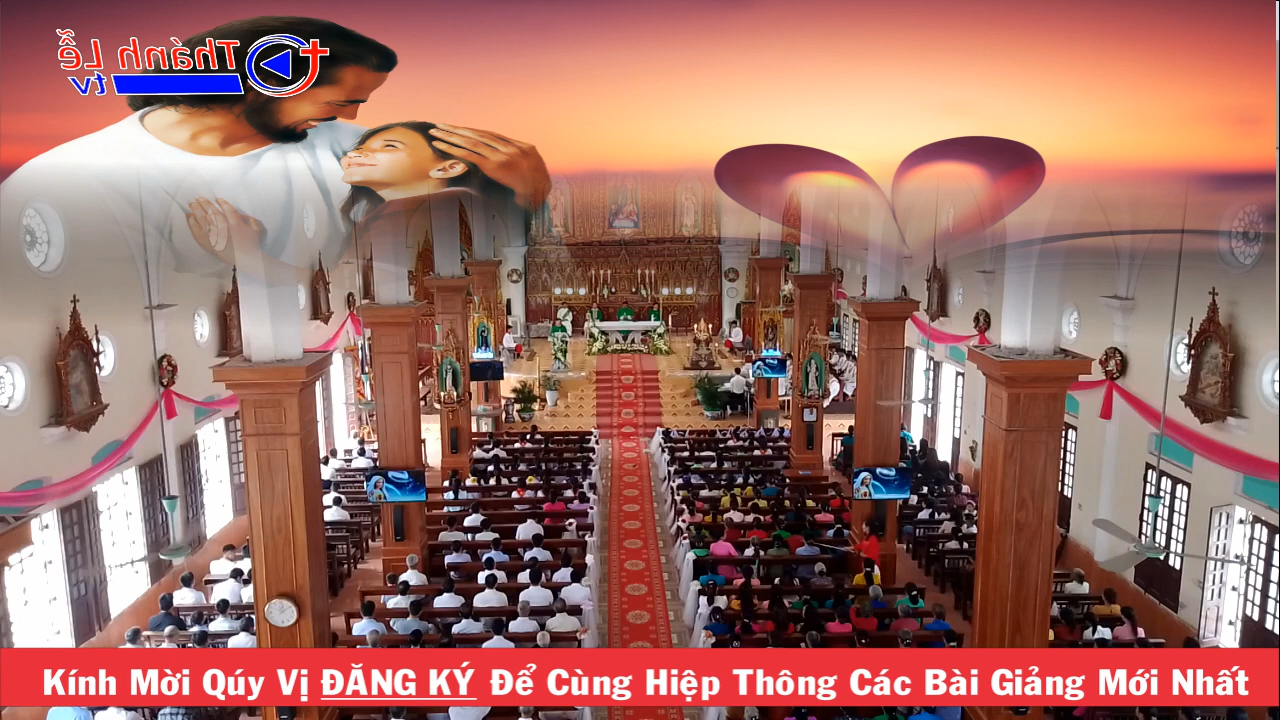 Thánh Lễ
tv
Kính Mời Qúy Vị ĐĂNG KÝ Để Cùng Hiệp Thông Các Bài Giảng Mới Nhất